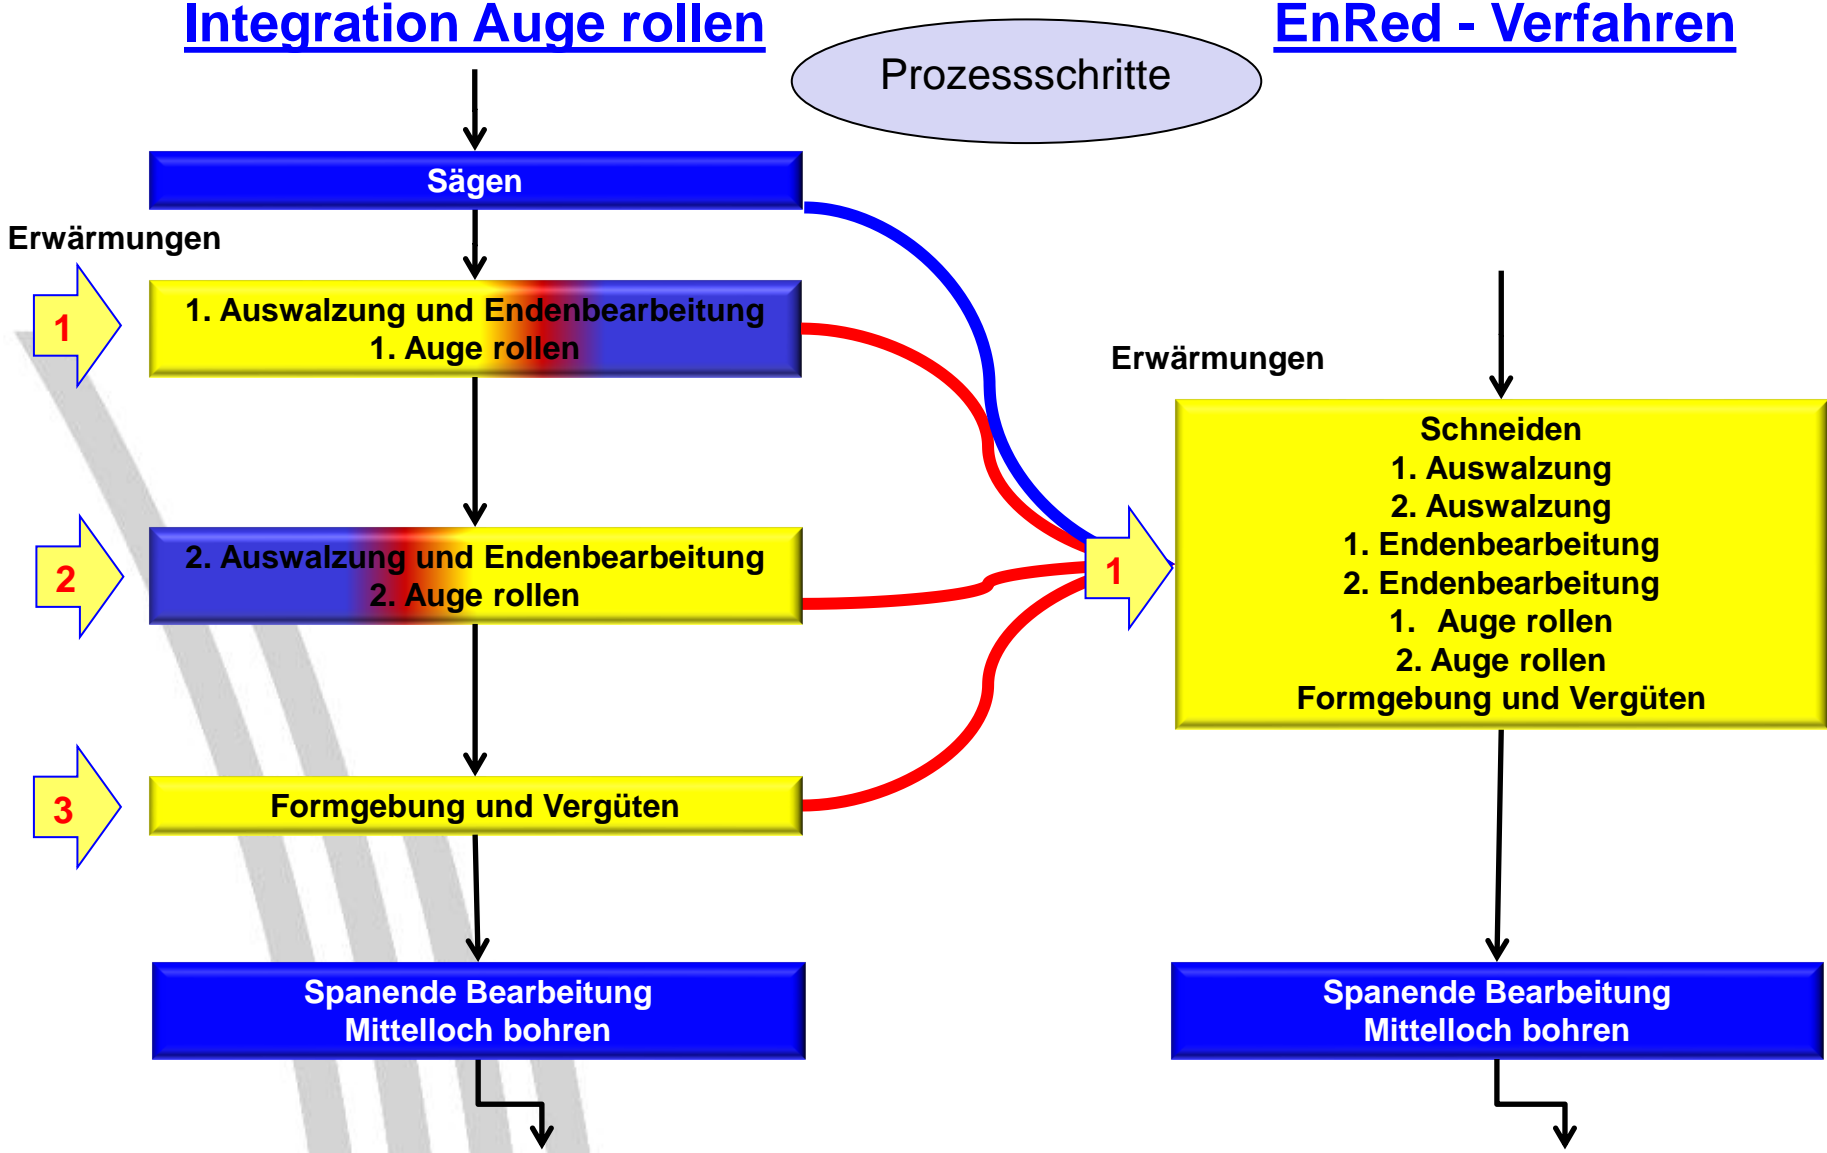 Integration Auge rollen
Prozessschritte
EnRed - Verfahren
Sägen
Erwärmungen
1
1. Auswalzung und Endenbearbeitung
1. Auge rollen
2
2. Auswalzung und Endenbearbeitung
2. Auge rollen
3
Formgebung und Vergüten
Spanende Bearbeitung
Mittelloch bohren
Erwärmungen
1
Schneiden
1. Auswalzung
2. Auswalzung
1. Endenbearbeitung
2. Endenbearbeitung
1. Auge rollen
2. Auge rollen
Formgebung und Vergüten
Spanende Bearbeitung
Mittelloch bohren